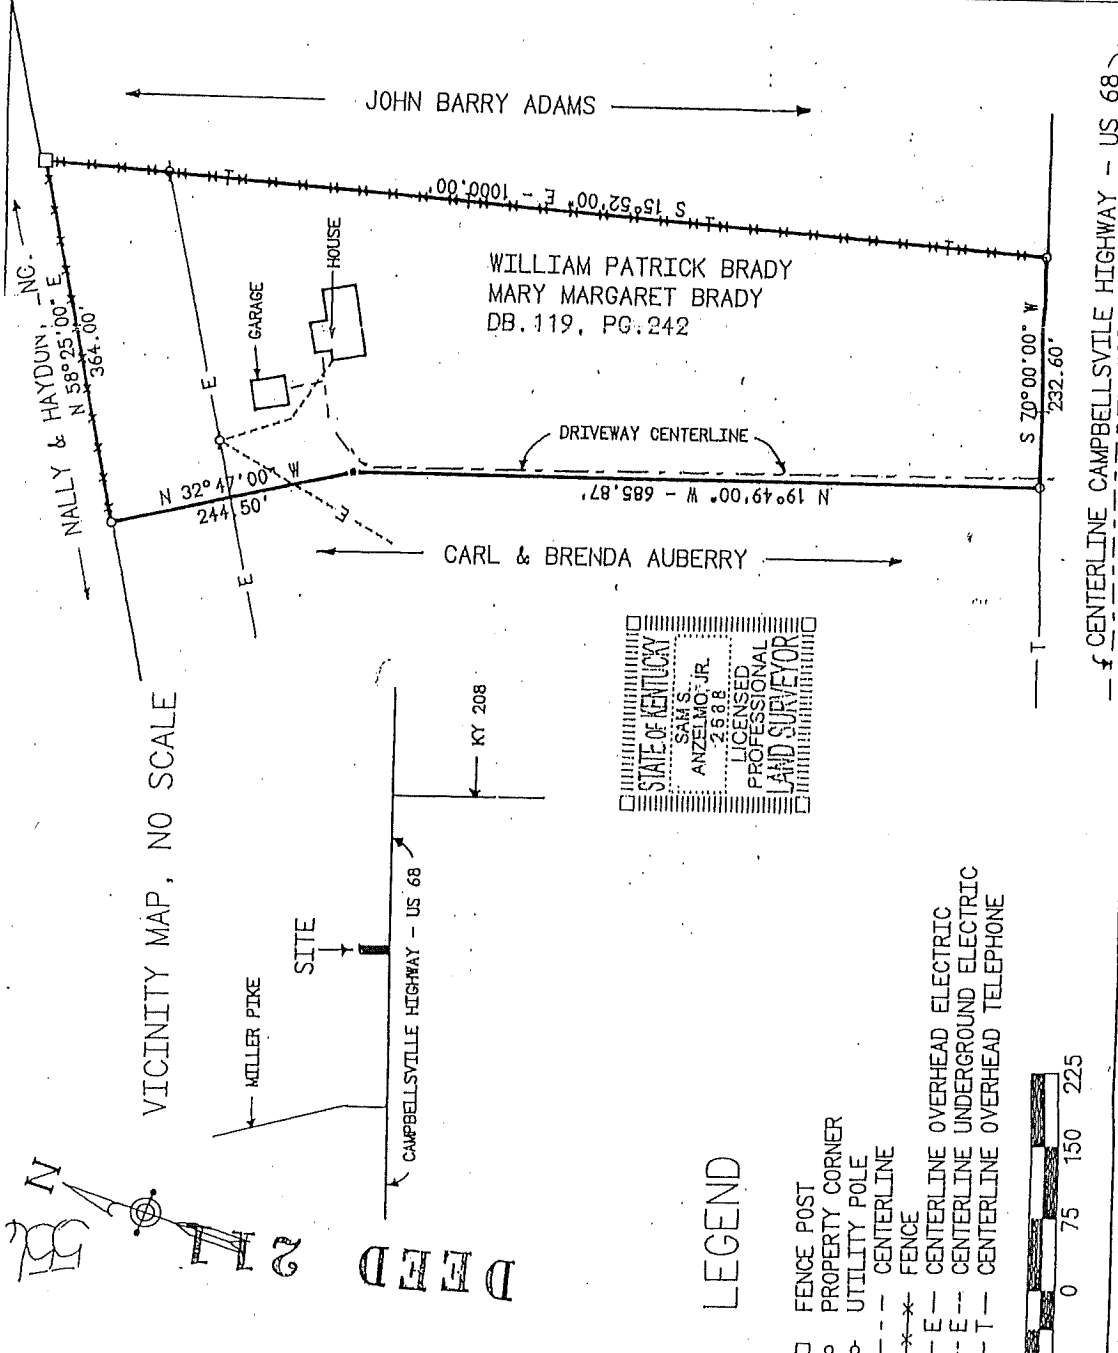 JOHN BARRY ADAMS
NALLY & HAYDUN, INC.
N 58°25'00" E
364.00'
S 15°52'00" E - 1000.00'
GARAGE
HOUSE
WILLIAM PATRICK BRADY
MARY MARGARET BRADY
DB.119, PG.242
E
DRIVEWAY CENTERLINE
S 70°00'00" W
232.60'
N 32°47'00" W
244.50'
N 19°49'00" W - 685.87'
E
E
CARL & BRENDA AUBERRY
T
CENTERLINE CAMPBELLSVILE HIGHWAY - US 68
STATE OF KENTUCKY
SAM S.
ANZELMO, JR.
2688
LICENSED
PROFESSIONAL
LAND SURVEYOR
VICINITY MAP, NO SCALE
KY 208
SITE
MILLER PIKE
CAMPBELLSVILLE HIGHWAY - US 68
N
DEED 211
LEGEND
FENCE POST
PROPERTY CORNER
UTILITY POLE
CENTERLINE
FENCE
E CENTERLINE OVERHEAD ELECTRIC
E CENTERLINE UNDERGROUND ELECTRIC
T CENTERLINE OVERHEAD TELEPHONE
0 75 150 225